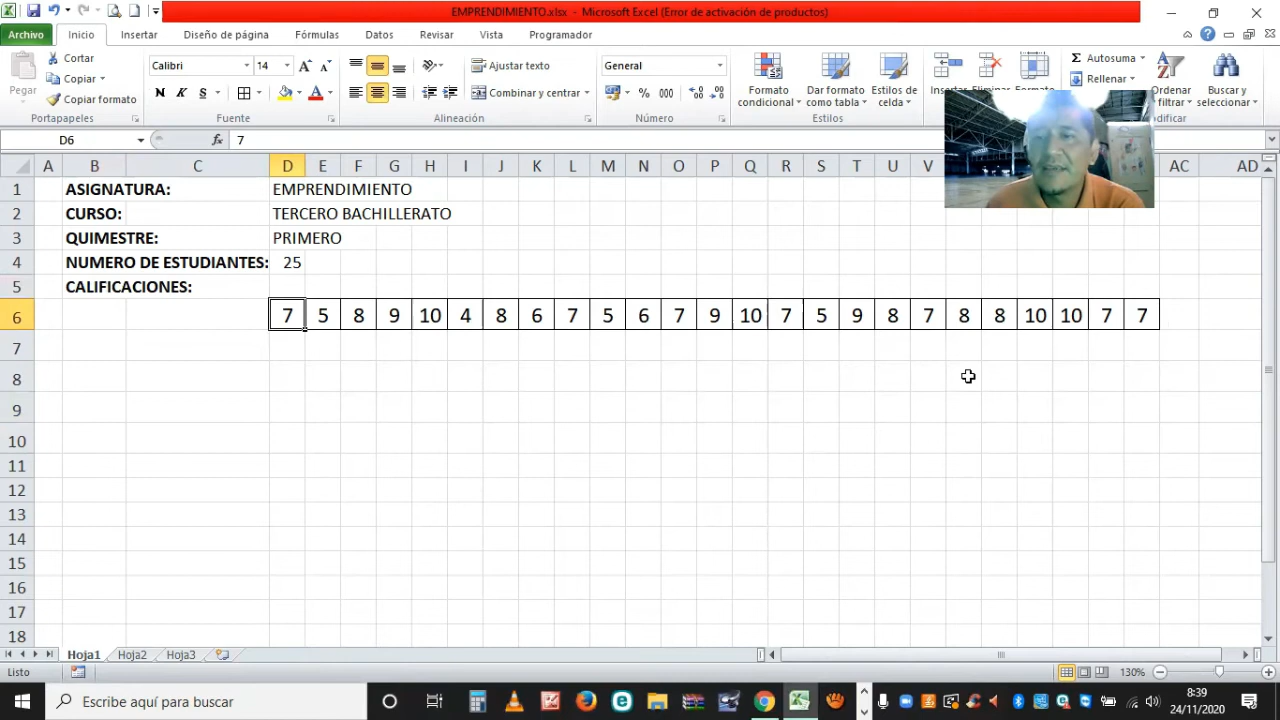 EMPRENDIMIENTO.xlsx - Microsoft Excel (Error de activación de productos)
Archivo Inicio Insertar Diseño de página Fórmulas Datos Revisar Vista Programador
Pegar
Cortar
Copiar
Copiar formato
Portapapeles
Calibri 14
N K S
Fuente
Ajustar texto
Combinar y centrar
Alineación
General
% 000
Número
Formato condicional
Dar formato como tabla
Estilos de celda
Estilos
Insertar Eliminar
Σ Autosuma
Rellenar
Ordenar
filtrar
Buscar y seleccionar
D6 fx 7
A B C D E F G H I J K L M N O P Q R S T U V AC AD
1 ASIGNATURA: EMPRENDIMIENTO
2 CURSO: TERCERO BACHILLERATO
3 QUIMESTRE: PRIMERO
4 NUMERO DE ESTUDIANTES: 25
5 CALIFICACIONES:
6 7 5 8 9 10 4 8 6 7 5 6 7 9 10 7 5 9 8 7 8 8 10 10 7 7
7
8
9
10
11
12
13
14
15
16
17
18
Hoja1 Hoja2 Hoja3
Listo 130%
Escribe aquí para buscar 8:39
24/11/2020